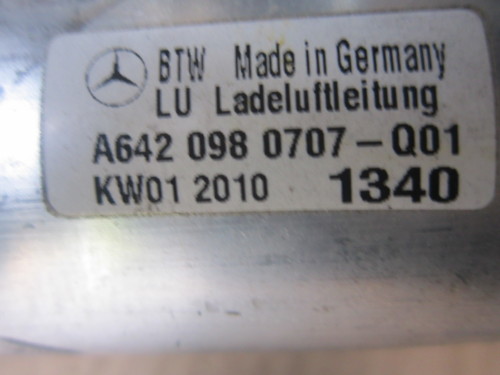 BTW Made in Germany
LU Ladeluftleitung
A642 098 0707-Q01
KW01 2010 1340